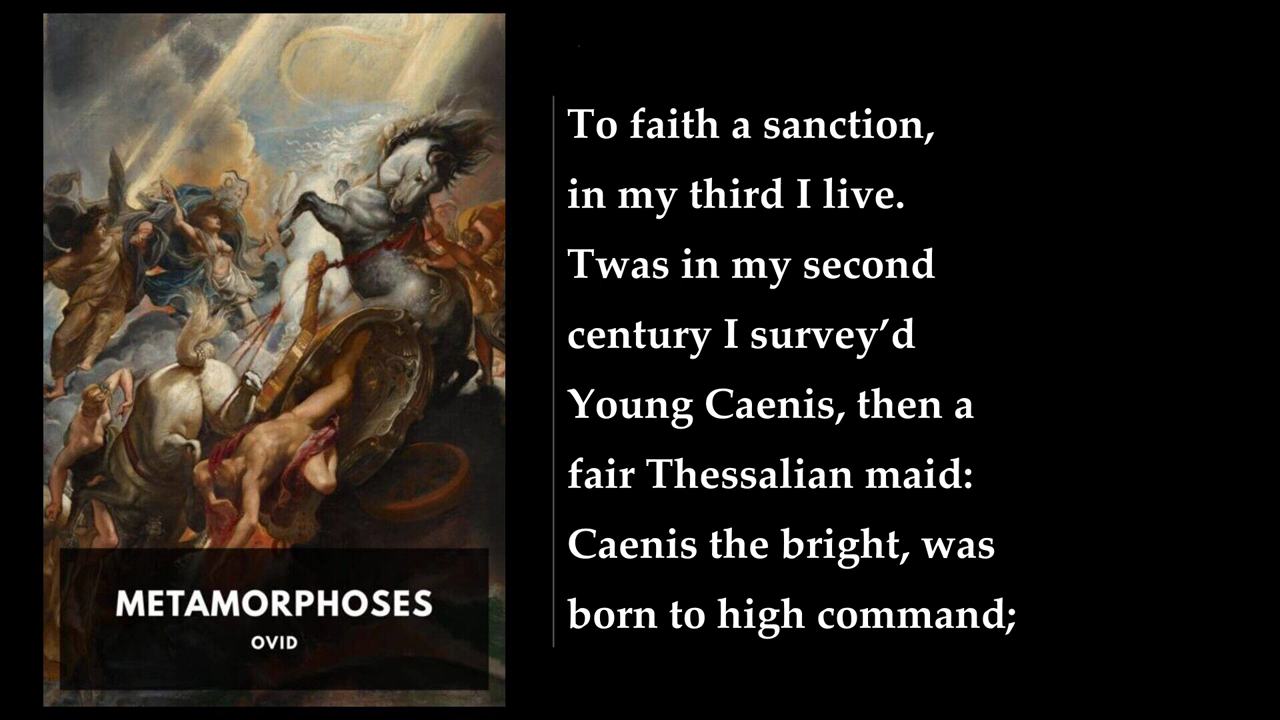 METAMORPHOSES
OVID
To faith a sanction,
in my third I live.
Twas in my second
century I survey’d
Young Caenis, then a
fair Thessalian maid:
Caenis the bright, was
born to high command;